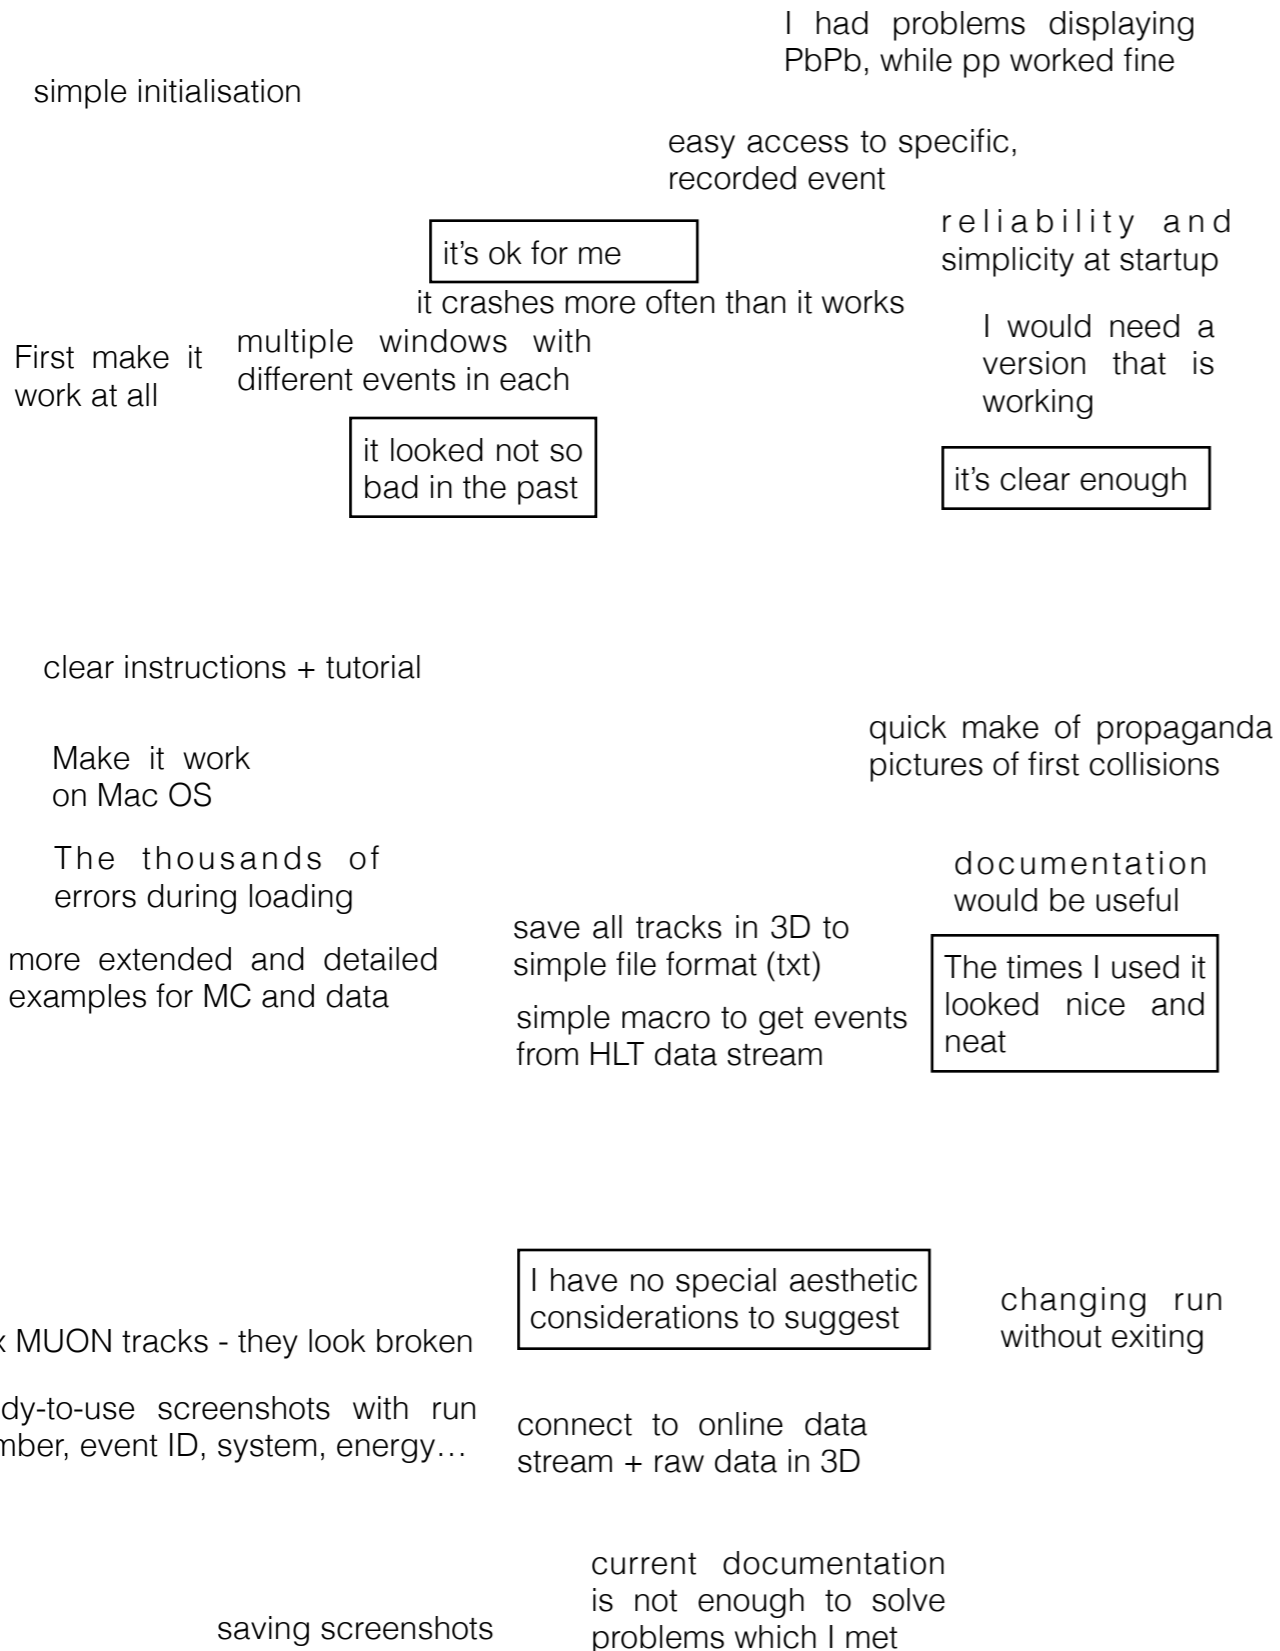 I had problems displaying
PbPb, while pp worked fine
simple initialisation
easy access to specific,
recorded event
reliability and
simplicity at startup
it's ok for me
it crashes more often than it works
I would need a
version that is
working
multiple windows with
different events in each
First make it
work at all
it looked not so
bad in the past
it's clear enough
clear instructions + tutorial
quick make of propaganda
pictures of first collisions
Make it work
on Mac OS
The thousands of
errors during loading
documentation
would be useful
save all tracks in 3D to
simple file format (txt)
more extended and detailed
examples for MC and data
The times I used it
looked nice and
neat
simple macro to get events
from HLT data stream
I have no special aesthetic
considerations to suggest
changing run
without exiting
MUON tracks - they look broken
screenshots with run
event ID, system, energy…
connect to online data
stream + raw data in 3D
current documentation
is not enough to solve
problems which I met
saving screenshots